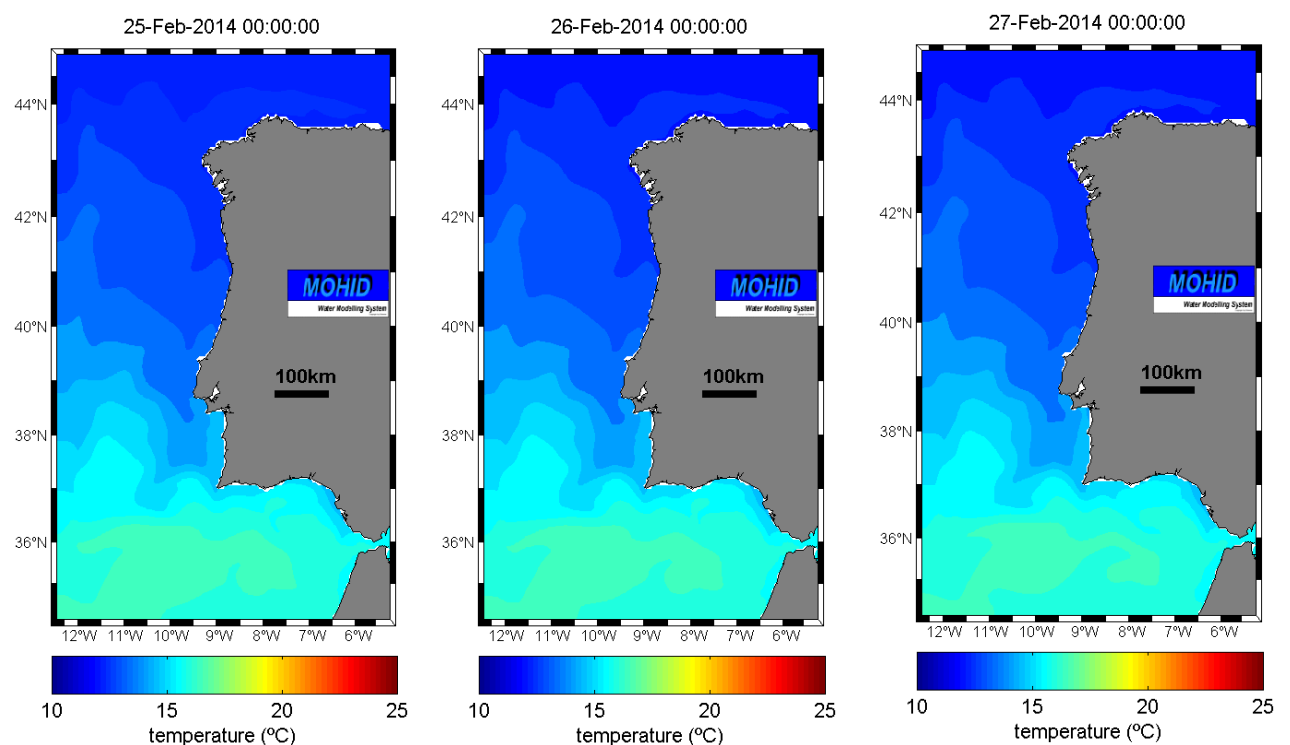 25-Feb-2014 00:00:00
44°N
42°N
40°N
38°N
36°N
12°W 11°W 10°W 9°W 8°W 7°W 6°W
MOHID
Water Modelling System
100km
10 15 20 25
temperature (ºC)
26-Feb-2014 00:00:00
44°N
42°N
40°N
38°N
36°N
12°W 11°W 10°W 9°W 8°W 7°W 6°W
MOHID
Water Modelling System
100km
10 15 20 25
temperature (ºC)
27-Feb-2014 00:00:00
44°N
42°N
40°N
38°N
36°N
12°W 11°W 10°W 9°W 8°W 7°W 6°W
MOHID
Water Modelling System
100km
10 15 20 25
temperature (ºC)